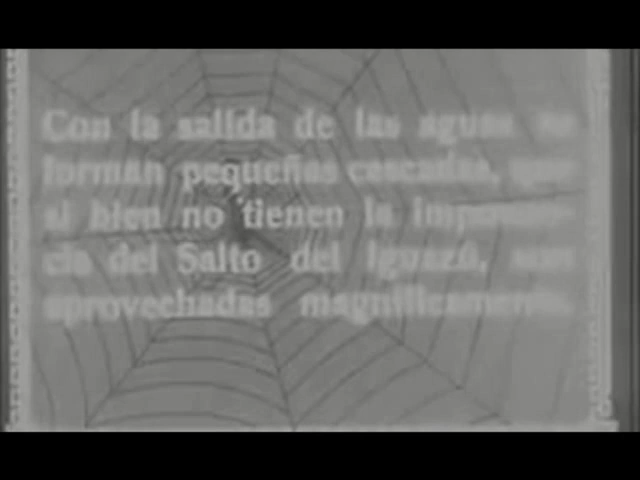 Con la salida de las aguas se
forman pequeñas cascadas, que
si bien no tienen la importan-
cia del Salto del Iguazú, son
aprovechadas magníficamente.